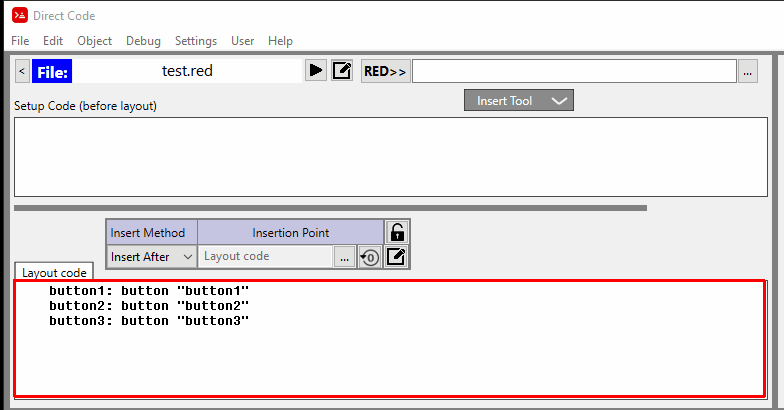 Direct Code
File Edit Object Debug Settings User Help
< File: test.red RED>> ...
Insert Tool
Setup Code (before layout)
Insert Method Insertion Point
Insert After Layout code ... 0
Layout code
button1: button "button1"
button2: button "button2"
button3: button "button3"